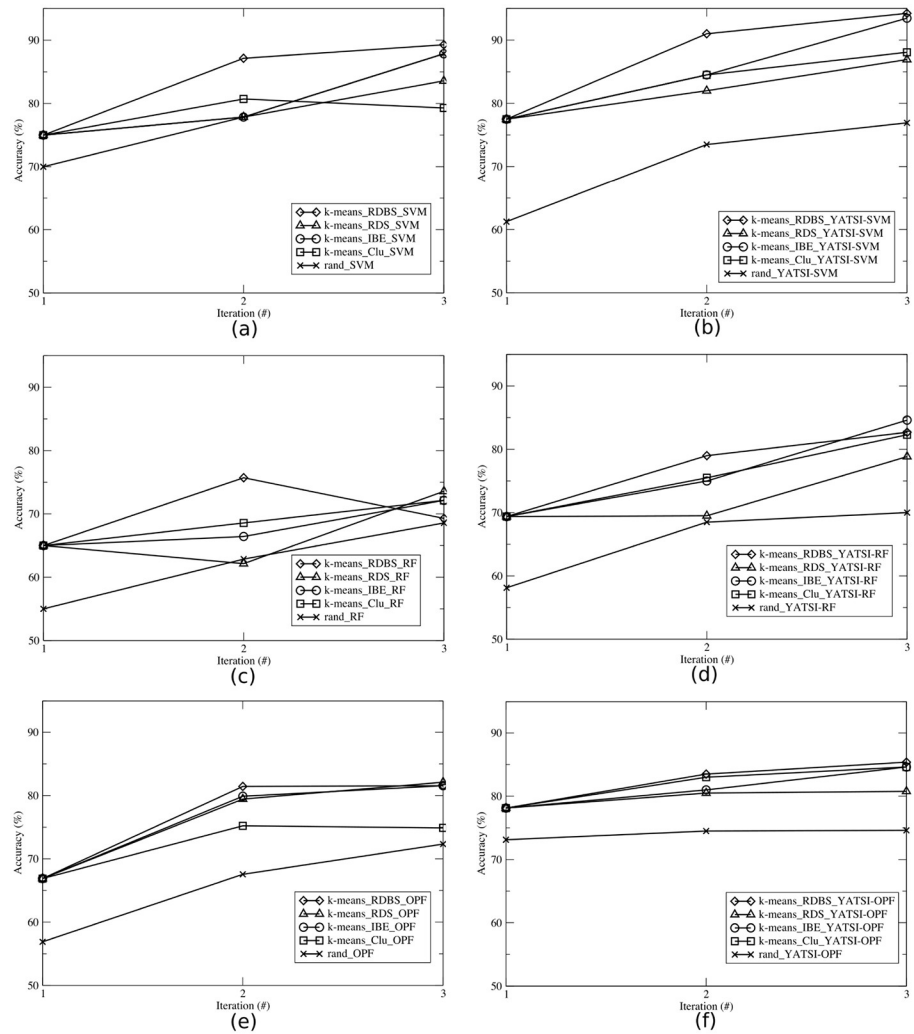 90
80
70
60
50
Accuracy (%)
k-means_RDBS_SVM
k-means_RDS_SVM
k-means_IBE_SVM
k-means_Clu_SVM
rand_SVM
1 2 3
Iteration (#)
(a)
90
80
70
60
50
Accuracy (%)
k-means_RDBS_YATSI-SVM
k-means_RDS_YATSI-SVM
k-means_IBE_YATSI-SVM
k-means_Clu_YATSI-SVM
rand_YATSI-SVM
1 2 3
Iteration (#)
(b)
90
80
70
60
50
Accuracy (%)
k-means_RDBS_RF
k-means_RDS_RF
k-means_IBE_RF
k-means_Clu_RF
rand_RF
1 2 3
Iteration (#)
(c)
90
80
70
60
50
Accuracy (%)
k-means_RDBS_YATSI-RF
k-means_RDS_YATSI-RF
k-means_IBE_YATSI-RF
k-means_Clu_YATSI-RF
rand_YATSI-RF
1 2 3
Iteration (#)
(d)
90
80
70
60
50
Accuracy (%)
k-means_RDBS_OPF
k-means_RDS_OPF
k-means_IBE_OPF
k-means_Clu_OPF
rand_OPF
1 2 3
Iteration (#)
(e)
90
80
70
60
50
Accuracy (%)
k-means_RDBS_YATSI-OPF
k-means_RDS_YATSI-OPF
k-means_IBE_YATSI-OPF
k-means_Clu_YATSI-OPF
rand_YATSI-OPF
1 2 3
Iteration (#)
(f)